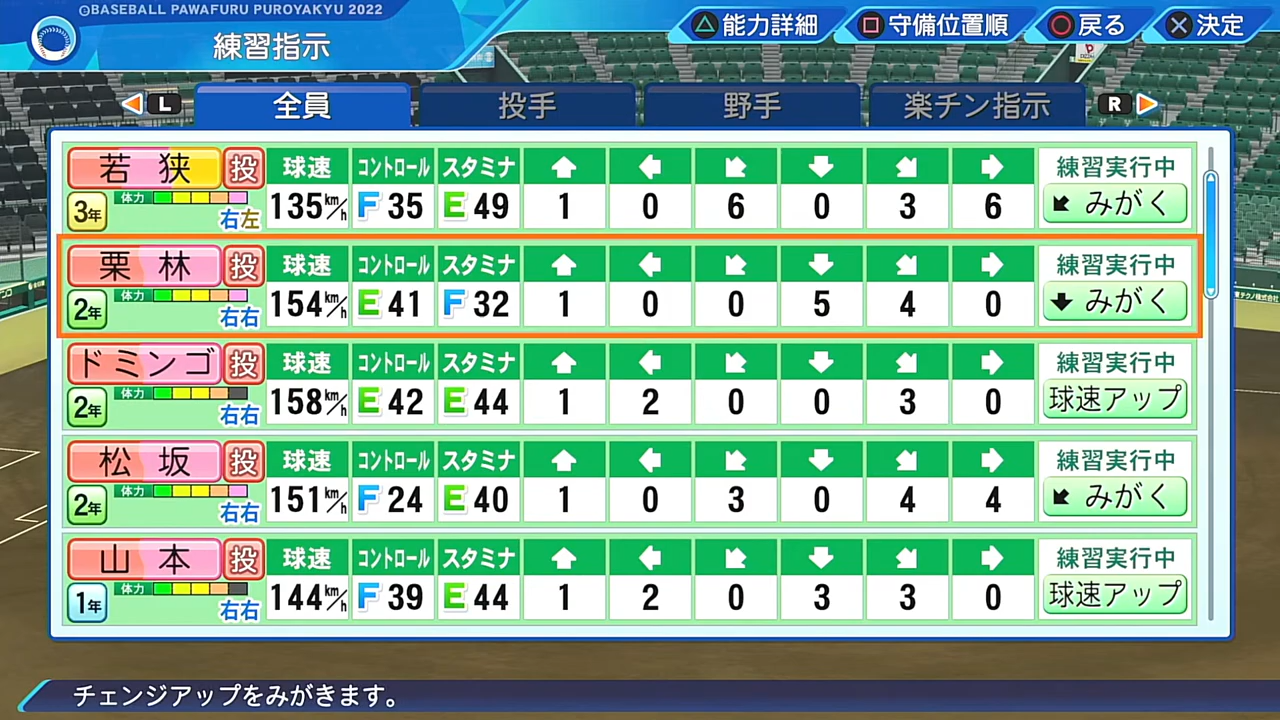 ©BASEBALL PAWAFURU PUROYAKYU 2022
練習指示
能力詳細 守備位置順 戻る 決定
L 全員 投手 野手 楽チン指示 R
若狭 投 球速 コントロール スタミナ 練習実行中
3年 体力 右左 135km/h F 35 E 49 1 0 6 0 3 6 みがく
栗林 投 球速 コントロール スタミナ 練習実行中
2年 体力 右右 154km/h E 41 F 32 1 0 0 5 4 0 みがく
ドミンゴ 投 球速 コントロール スタミナ 練習実行中
2年 体力 右右 158km/h E 42 E 44 1 2 0 0 3 0 球速アップ
松坂 投 球速 コントロール スタミナ 練習実行中
2年 体力 右右 151km/h F 24 E 40 1 0 3 0 4 4 みがく
山本 投 球速 コントロール スタミナ 練習実行中
1年 体力 右右 144km/h F 39 E 44 1 2 0 3 3 0 球速アップ
チェンジアップをみがきます。